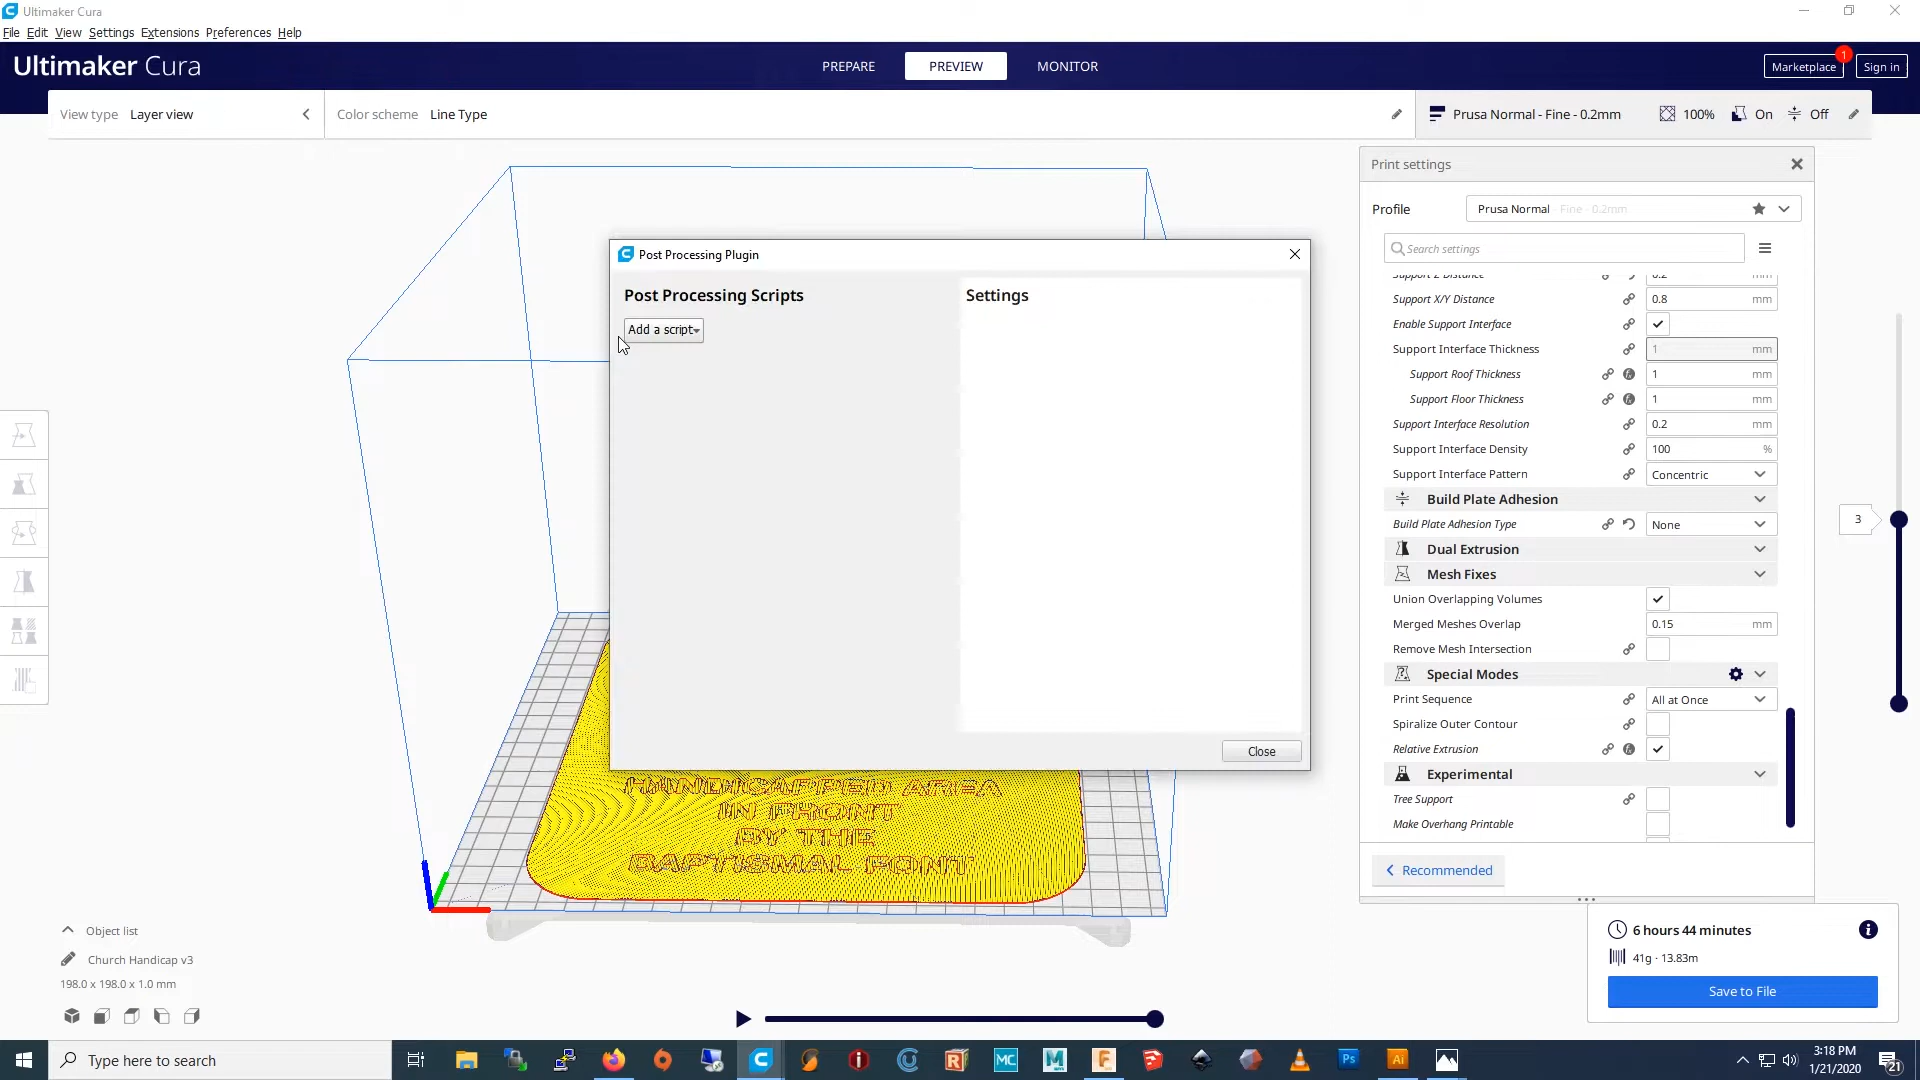 Ultimaker Cura
File Edit View Settings Extensions Preferences Help
Ultimaker Cura
PREPARE
PREVIEW
MONITOR
Marketplace
1
Sign in
View type Layer view
Color scheme Line Type
Prusa Normal - Fine - 0.2mm
100%
On
Off
Print settings
Profile
Prusa Normal - Fine - 0.2mm
Search settings
Support Z Distance 0.2 mm
Support X/Y Distance 0.8 mm
Enable Support Interface
Support Interface Thickness 1 mm
Support Roof Thickness 1 mm
Support Floor Thickness 1 mm
Support Interface Resolution 0.2 mm
Support Interface Density 100 %
Support Interface Pattern Concentric
Build Plate Adhesion
Build Plate Adhesion Type None
Dual Extrusion
Mesh Fixes
Union Overlapping Volumes
Merged Meshes Overlap 0.15 mm
Remove Mesh Intersection
Special Modes
Print Sequence All at Once
Spiralize Outer Contour
Relative Extrusion
Experimental
Tree Support
Make Overhang Printable
Recommended
3
Post Processing Plugin
Post Processing Scripts
Add a script
Settings
Close
HANDICAPPED AREA
IN FRONT
BY THE
BAPTISMAL FONT
Object list
Church Handicap v3
198.0 x 198.0 x 1.0 mm
6 hours 44 minutes
41g · 13.83m
Save to File
Type here to search
3:18 PM
1/21/2020
21